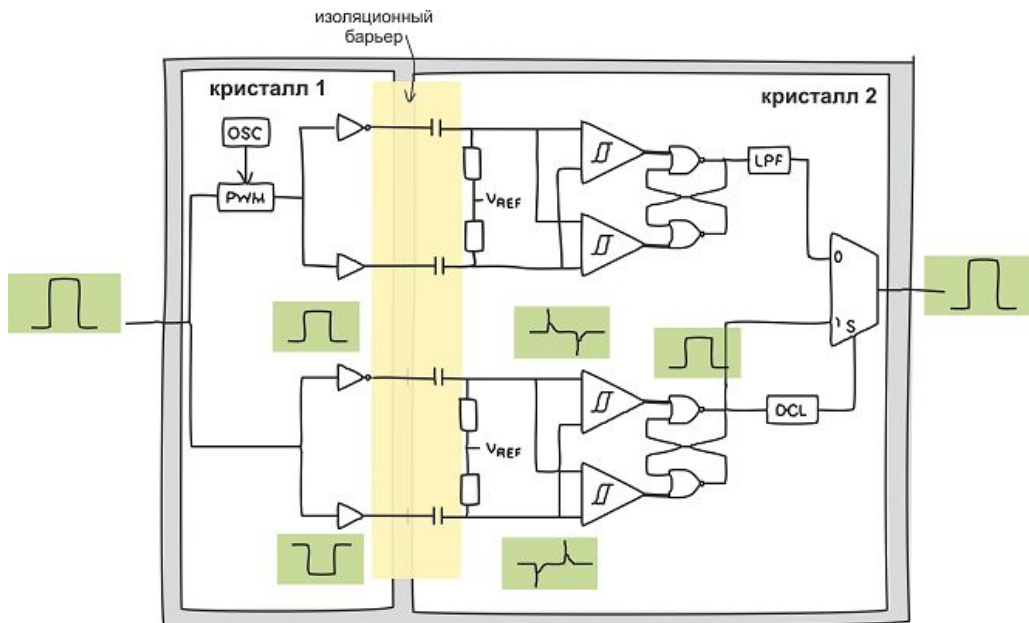 изоляционный
барьер
кристалл 1
кристалл 2
OSC
PWM
VREF
LPF
0
1 S
VREF
DCL